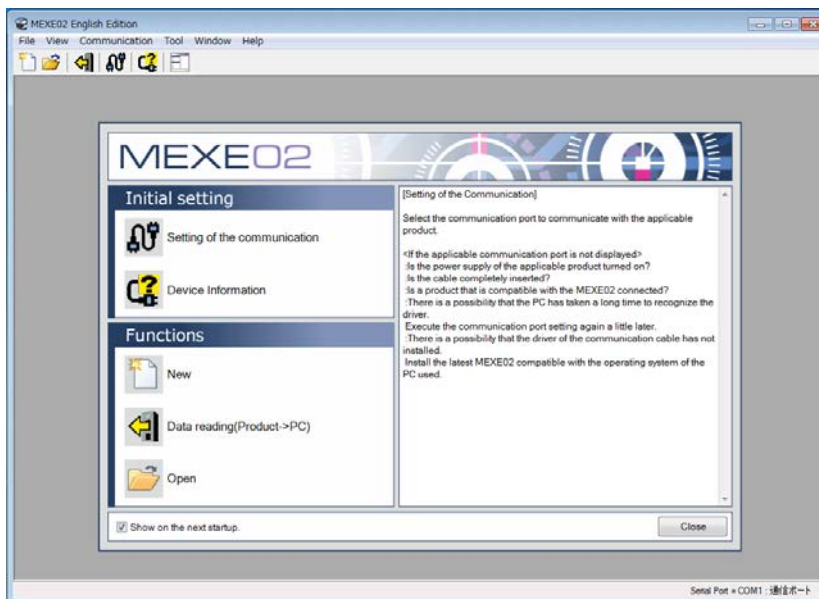 MEXE02 English Edition
File View Communication Tool Window Help
MEXE02
Initial setting
Setting of the communication
Device Information
Functions
New
Data reading(Product->PC)
Open
[Setting of the Communication]
Select the communication port to communicate with the applicable
product.
<If the applicable communication port is not displayed>
:Is the power supply of the applicable product turned on?
:Is the cable completely inserted?
:Is a product that is compatible with the MEXE02 connected?
:There is a possibility that the PC has taken a long time to recognize the
driver.
Execute the communication port setting again a little later.
:There is a possibility that the driver of the communication cable has not
installed.
Install the latest MEXE02 compatible with the operating system of the
PC used.
Show on the next startup.
Close
Serial Port = COM1 : 通信ポート